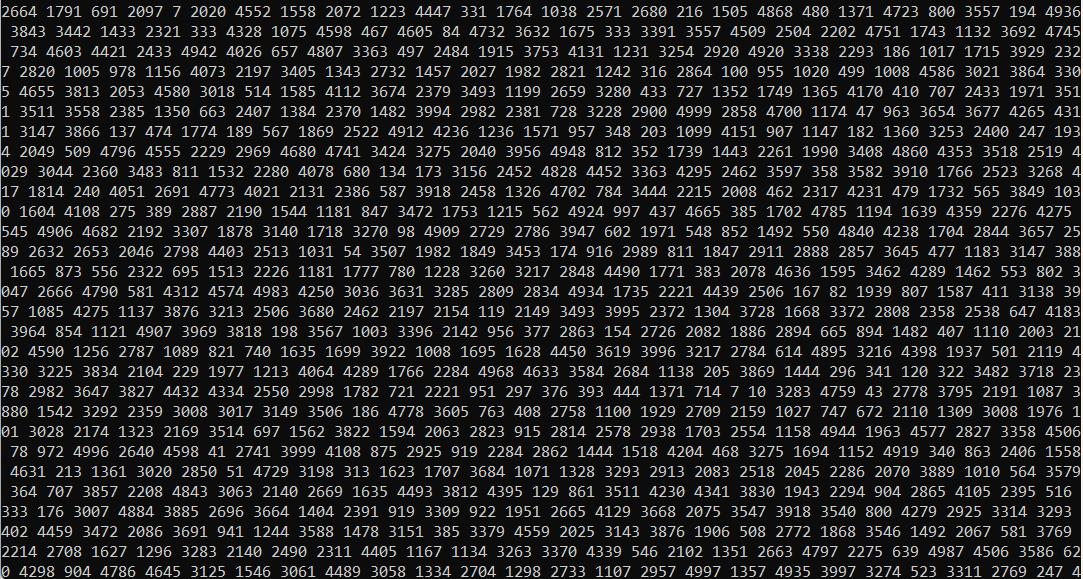 2664 1791 691 2097 7 2020 4552 1558 2072 1223 4447 331 1764 1038 2571 2680 216 1505 4868 480 1371 4723 800 3557 194 4936
3843 3442 1433 2321 333 4328 1075 4598 467 4605 84 4732 3632 1675 333 3391 3557 4509 2504 2202 4751 1743 1132 3692 4745
734 4603 4421 2433 4942 4026 657 4807 3363 497 2484 1915 3753 4131 1231 3254 2920 4920 3338 2293 186 1017 1715 3929 232
7 2820 1005 978 1156 4073 2197 3405 1343 2732 1457 2027 1982 2821 1242 316 2864 100 955 1020 499 1008 4586 3021 3864 330
5 4655 3813 2053 4580 3018 514 1585 4112 3674 2379 3493 1199 2659 3280 433 727 1352 1749 1365 4170 410 707 2433 1971 351
1 3511 3558 2385 1350 663 2407 1384 2370 1482 3994 2982 2381 728 3228 2900 4999 2858 4700 1174 47 963 3654 3677 4265 431
1 3147 3866 137 474 1774 189 567 1869 2522 4912 4236 1236 1571 957 348 203 1099 4151 907 1147 182 1360 3253 2400 247 193
4 2049 509 4796 4555 2229 2969 4680 4741 3424 3275 2040 3956 4948 812 352 1739 1443 2261 1990 3408 4860 4353 3518 2519 4
029 3044 2360 3483 811 1532 2280 4078 680 134 173 3156 2452 4828 4452 3363 4295 2462 3597 358 3582 3910 1766 2523 3268 4
17 1814 240 4051 2691 4773 4021 2131 2386 587 3918 2458 1326 4702 784 3444 2215 2008 462 2317 4231 479 1732 565 3849 103
0 1604 4108 275 389 2887 2190 1544 1181 847 3472 1753 1215 562 4924 997 437 4665 385 1702 4785 1194 1639 4359 2276 4275
545 4906 4682 2192 3307 1878 3140 1718 3270 98 4909 2729 2786 3947 602 1971 548 852 1492 550 4840 4238 1704 2844 3657 25
89 2632 2653 2046 2798 4403 2513 1031 54 3507 1982 1849 3453 174 916 2989 811 1847 2911 2888 2857 3645 477 1183 3147 388
1665 873 556 2322 695 1513 2226 1181 1777 780 1228 3260 3217 2848 4490 1771 383 2078 4636 1595 3462 4289 1462 553 802 3
047 2666 4790 581 4312 4574 4983 4250 3036 3631 3285 2809 2834 4934 1735 2221 4439 2506 167 82 1939 807 1587 411 3138 39
57 1085 4275 1137 3876 3213 2506 3680 2462 2197 2154 119 2149 3493 3995 2372 1304 3728 1668 3372 2808 2358 2538 647 4183
3964 854 1121 4907 3969 3818 198 3567 1003 3396 2142 956 377 2863 154 2726 2082 1886 2894 665 894 1482 407 1110 2003 21
02 4590 1256 2787 1089 821 740 1635 1699 3922 1008 1695 1628 4450 3619 3996 3217 2784 614 4895 3216 4398 1937 501 2119 4
330 3225 3834 2104 229 1977 1213 4064 4289 1766 2284 4968 4633 3584 2684 1138 205 3869 1444 296 341 120 322 3482 3718 23
78 2982 3647 3827 4432 4334 2550 2998 1782 721 2221 951 297 376 393 444 1371 714 7 10 3283 4759 43 2778 3795 2191 1087 3
880 1542 3292 2359 3008 3017 3149 3506 186 4778 3605 763 408 2758 1100 1929 2709 2159 1027 747 672 2110 1309 3008 1976 1
01 3028 2174 1323 2169 3514 697 1562 3822 1594 2063 2823 915 2814 2578 2938 1703 2554 1158 4944 1963 4577 2827 3358 4506
78 972 4996 2640 4598 41 2741 3999 4108 875 2925 919 2284 2862 1444 1518 4204 468 3275 1694 1152 4919 340 863 2406 1558
4631 213 1361 3020 2850 51 4729 3198 313 1623 1707 3684 1071 1328 3293 2913 2083 2518 2045 2286 2070 3889 1010 564 3579
364 707 3857 2208 4843 3063 2140 2669 1635 4493 3812 4395 129 861 3511 4230 4341 3830 1943 2294 904 2865 4105 2395 516
333 176 3007 4884 3885 2696 3664 1404 2391 919 3309 922 1951 2665 4129 3668 2075 3547 3918 3540 800 4279 2925 3314 3293
402 4459 3472 2086 3691 941 1244 3588 1478 3151 385 3379 4559 2025 3143 3876 1906 508 2772 1868 3546 1492 2067 581 3769
2214 2708 1627 1296 3283 2140 2490 2311 4405 1167 1134 3263 3370 4339 546 2102 1351 2663 4797 2275 639 4987 4506 3586 62
0 4298 904 4786 4645 3125 1546 3061 4489 3058 1334 2704 1298 2733 1107 2957 4997 1357 4935 3997 3274 523 3311 2769 247 4